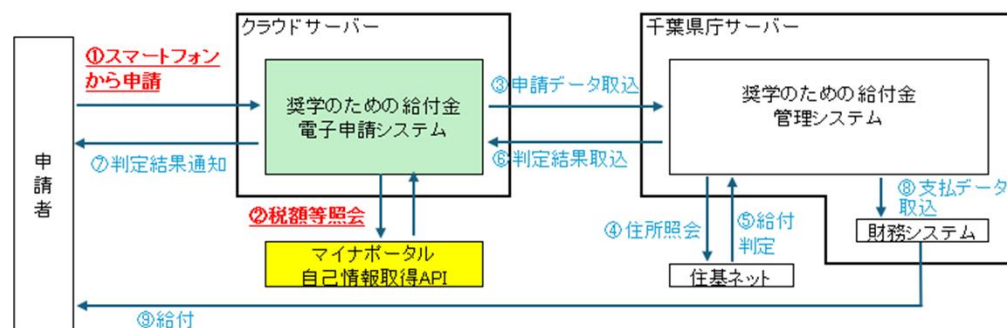 クラウドサーバー
千葉県庁サーバー
①スマートフォン
から申請
奨学のための給付金
電子申請システム
③申請データ取込
奨学のための給付金
管理システム
⑥判定結果取込
⑦判定結果通知
申請者
②税額等照会
④住所照会
⑤給付
判定
⑧支払データ
取込
財務システム
マイナポータル
自己情報取得API
住基ネット
⑨給付